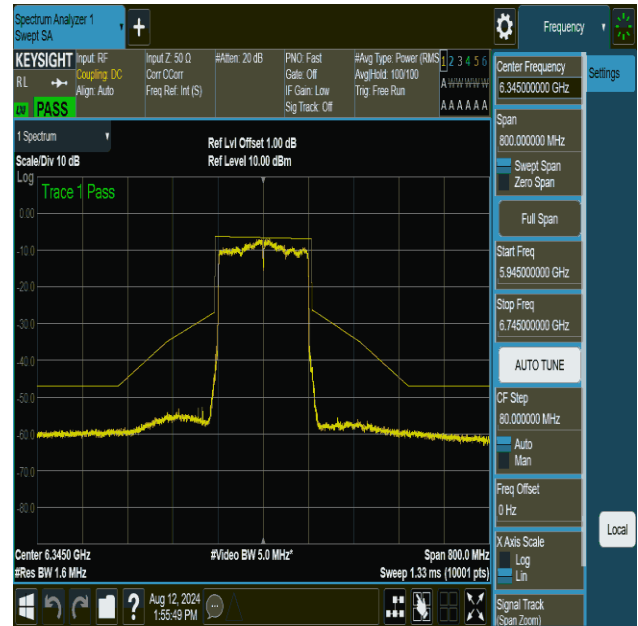 Spectrum Analyzer 1
Swept SA
+
Frequency
KEYSIGHT
RL
PASS
Input: RF
Coupling: DC
Align: Auto
Input Z: 50 Ω
Corr CCorr
Freq Ref: Int (S)
#Atten: 20 dB
PNO: Fast
Gate: Off
IF Gain: Low
Sig Track: Off
#Avg Type: Power (RMS
Avg|Hold: 100/100
Trig: Free Run
1 2 3 4 5 6
A W W W W W
A A A A A A
1 Spectrum
Scale/Div 10 dB
Ref Lvl Offset 1.00 dB
Ref Level 10.00 dBm
Log
Trace 1 Pass
0.00
-10.0
-20.0
-30.0
-40.0
-50.0
-60.0
-70.0
-80.0
Center 6.3450 GHz
#Video BW 5.0 MHz*
Span 800.0 MHz
#Res BW 1.6 MHz
Sweep 1.33 ms (10001 pts)
Aug 12, 2024
1:55:49 PM
Center Frequency
6.345000000 GHz
Settings
Span
800.000000 MHz
Swept Span
Zero Span
Full Span
Start Freq
5.945000000 GHz
Stop Freq
6.745000000 GHz
AUTO TUNE
CF Step
80.000000 MHz
Auto
Man
Freq Offset
0 Hz
X Axis Scale
Log
Lin
Local
Signal Track
(Span Zoom)